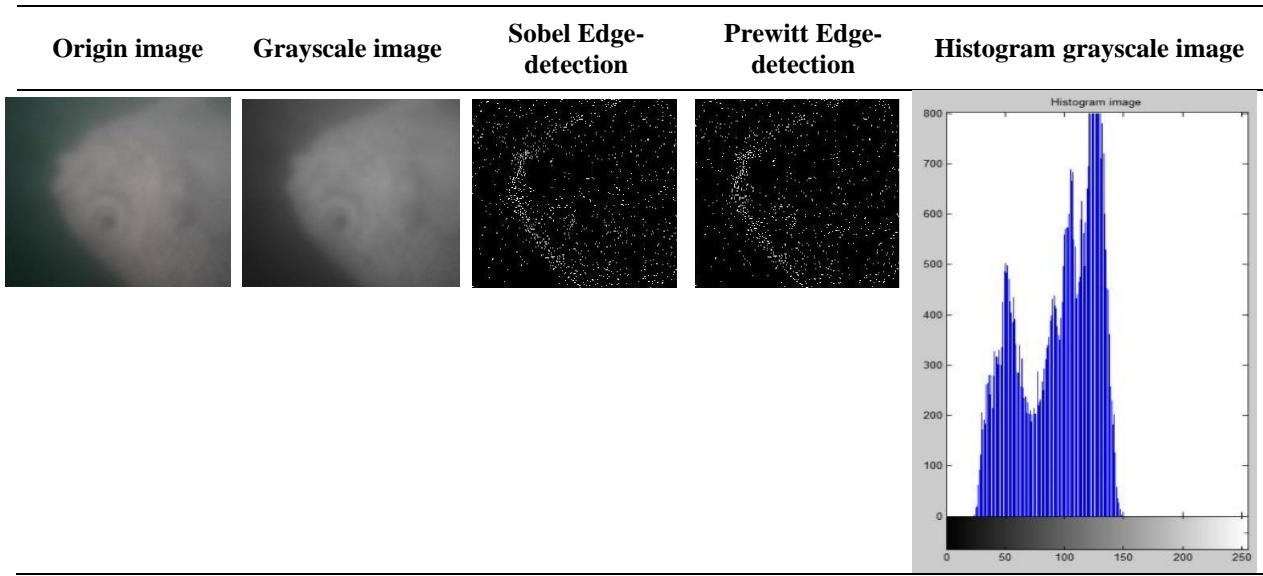 Origin image
Grayscale image
Sobel Edge-
detection
Prewitt Edge-
detection
Histogram grayscale image
Histogram image
800
700
600
500
400
300
200
100
0
0 50 100 150 200 250